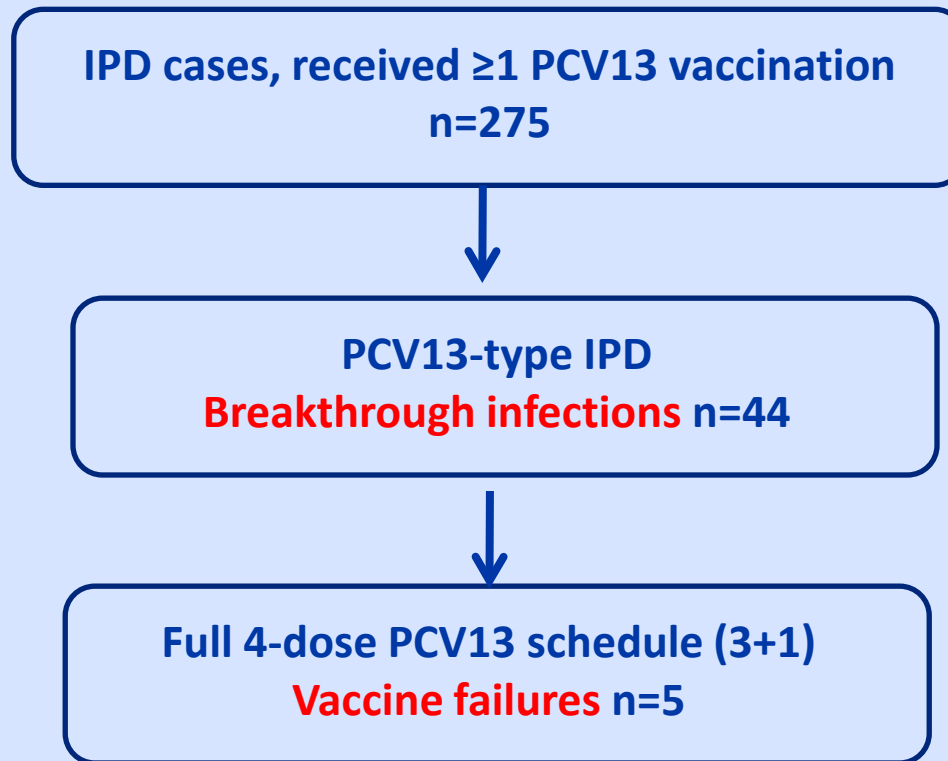 IPD cases, received ≥1 PCV13 vaccination
n=275
PCV13-type IPD
Breakthrough infections n=44
Full 4-dose PCV13 schedule (3+1)
Vaccine failures n=5